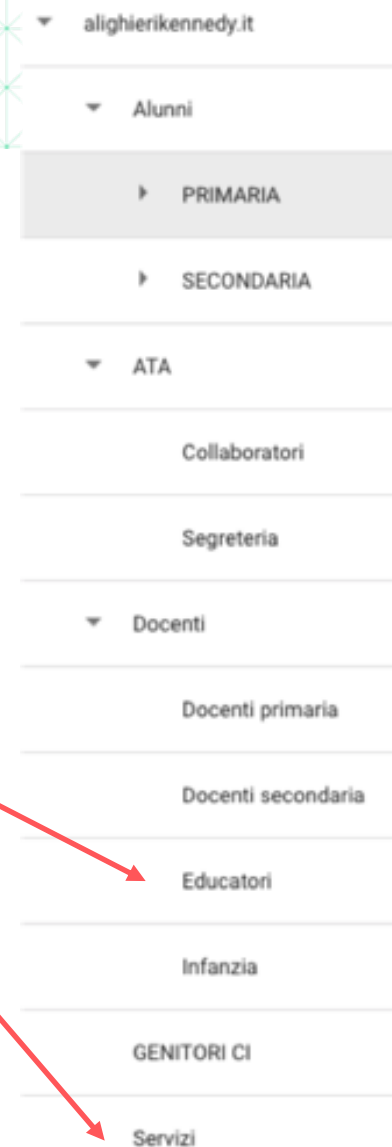 alighierikennedy.it
Alunni
PRIMARIA
SECONDARIA
ATA
Collaboratori
Segreteria
Docenti
Docenti primaria
Docenti secondaria
Educatori
Infanzia
GENITORI CI
Servizi